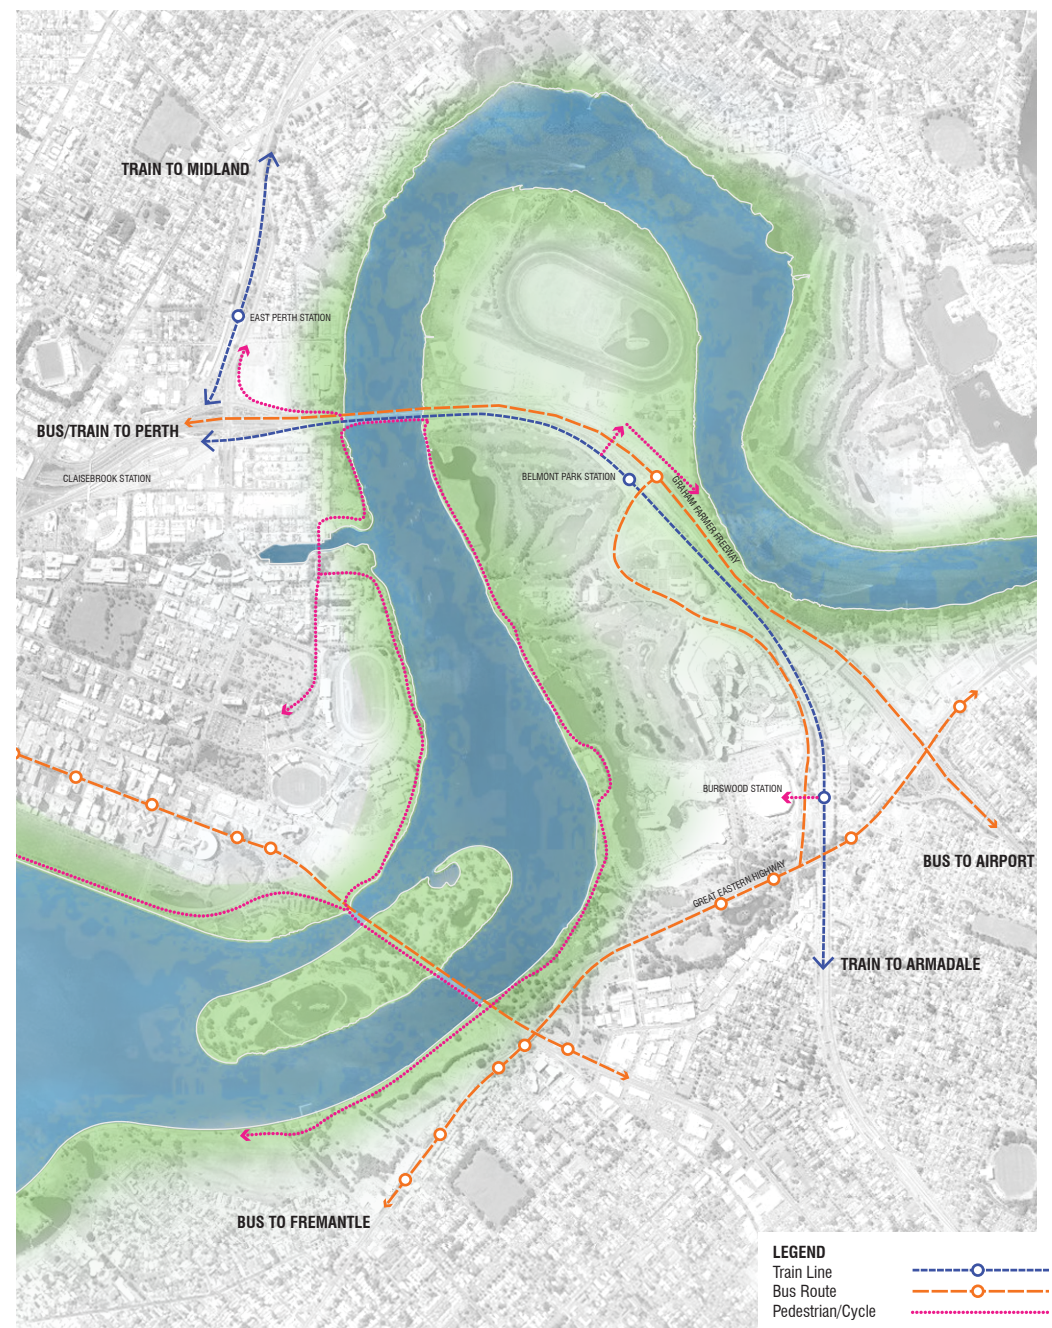 TRAIN TO MIDLAND
EAST PERTH STATION
BUS/TRAIN TO PERTH
CLAISEBROOK STATION
BELMONT PARK STATION
GRAHAM FARMER FREEWAY
BURSWOOD STATION
BUS TO AIRPORT
GREAT EASTERN HIGHWAY
TRAIN TO ARMADALE
BUS TO FREMANTLE
LEGEND
Train Line
Bus Route
Pedestrian/Cycle